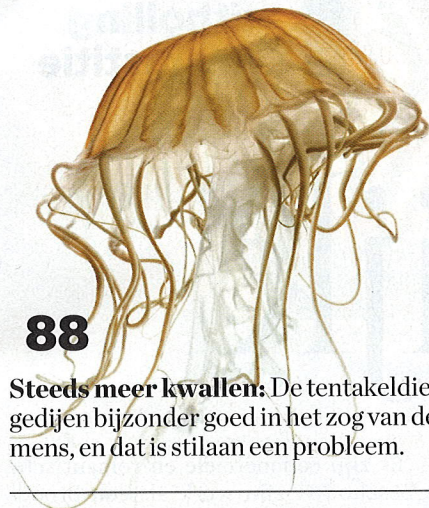 88
Steeds meer kwallen: De tentakeldie
gedijen bijzonder goed in het zog van de
mens, en dat is stilaan een probleem.